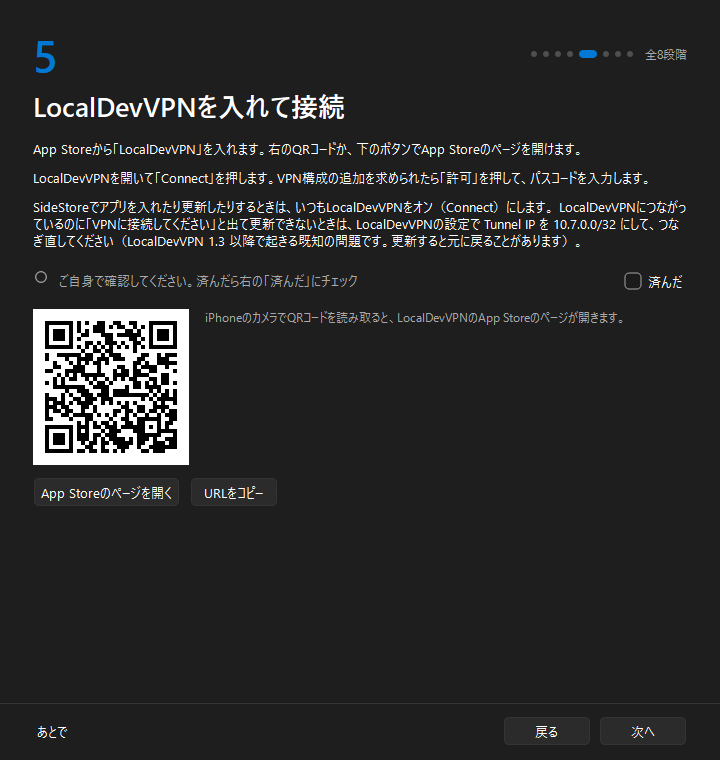 5
全8段階
LocalDevVPNを入れて接続
App Storeから「LocalDevVPN」を入れます。右のQRコードか、下のボタンでApp Storeのページを開けます。
LocalDevVPNを開いて「Connect」を押します。VPN構成の追加を求められたら「許可」を押して、パスコードを入力します。
SideStoreでアプリを入れたり更新したりするときは、いつもLocalDevVPNをオン（Connect）にします。LocalDevVPNにつながっ
ているのに「VPNに接続してください」と出て更新できないときは、LocalDevVPNの設定で Tunnel IP を 10.7.0.0/32 にして、つな
ぎ直してください（LocalDevVPN 1.3 以降で起きる既知の問題です。更新すると元に戻ることがあります）。
ご自身で確認してください。済んだら右の「済んだ」にチェック
済んだ
iPhoneのカメラでQRコードを読み取ると、LocalDevVPNのApp Storeのページが開きます。
App Storeのページを開く
URLをコピー
あとで
戻る
次へ